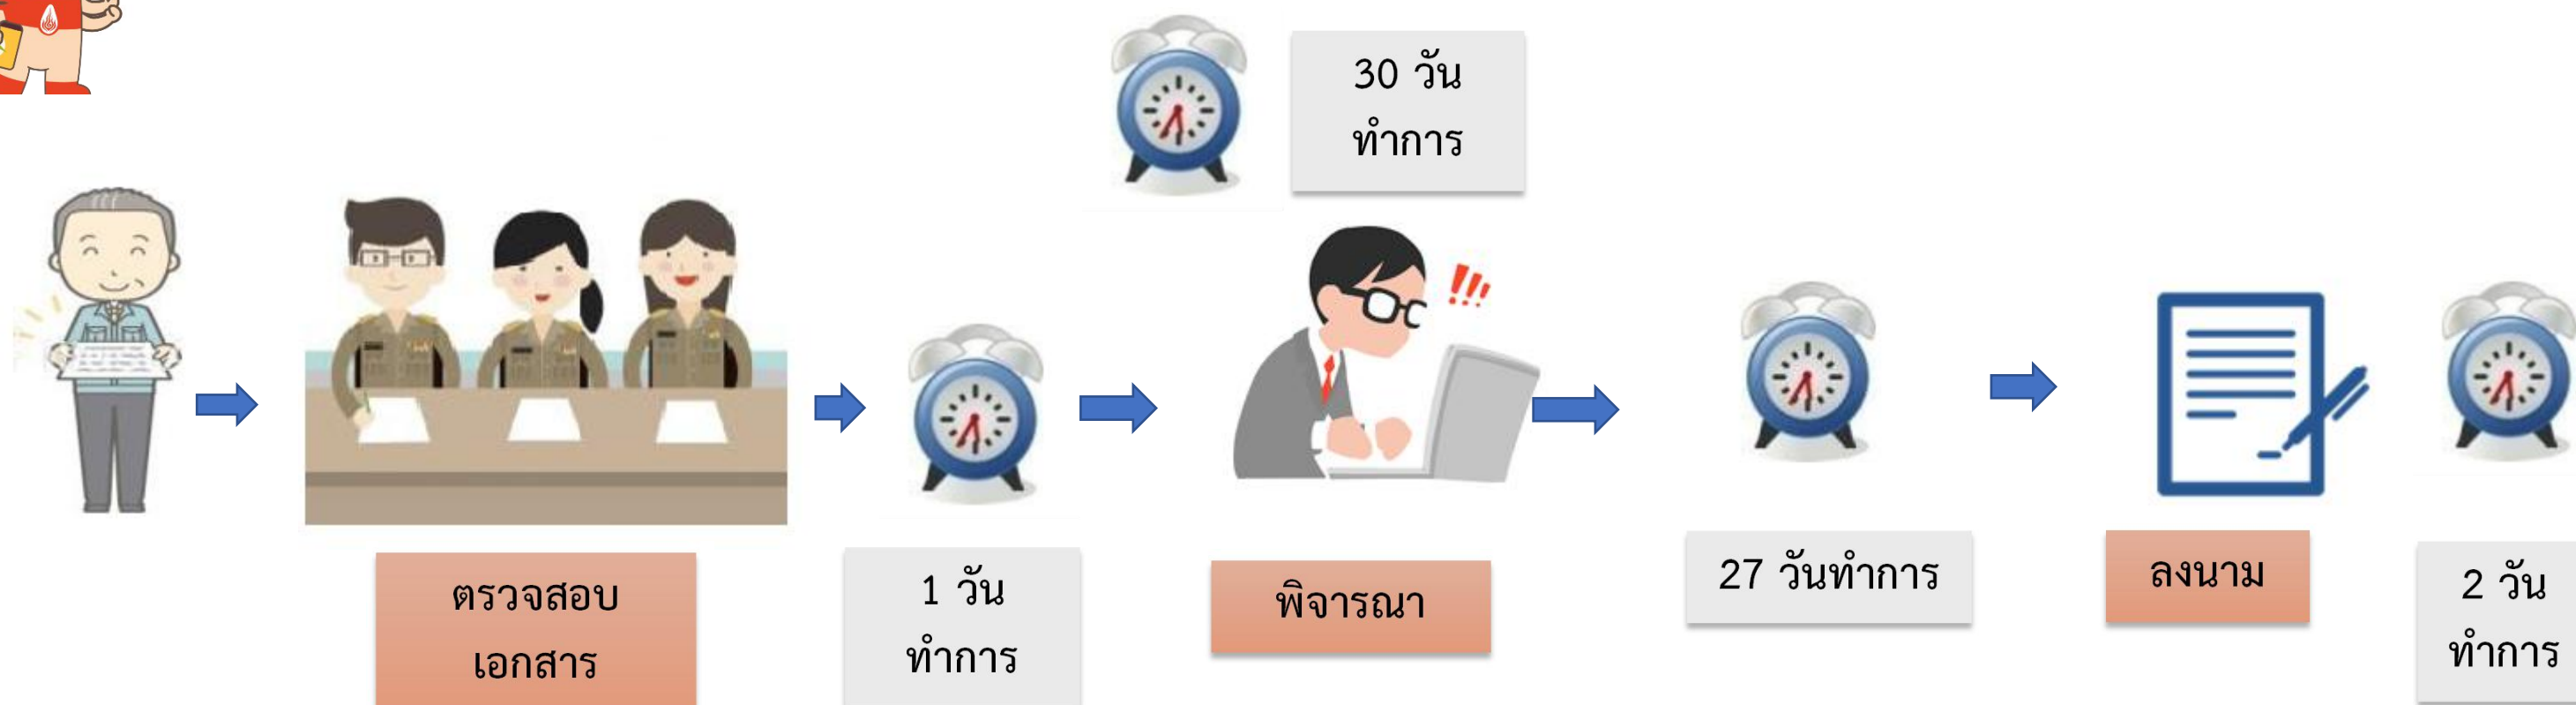 30 วัน
ทำการ
ตรวจสอบ
เอกสาร
1 วัน
ทำการ
พิจารณา
27 วันทำการ
ลงนาม
2 วัน
ทำการ